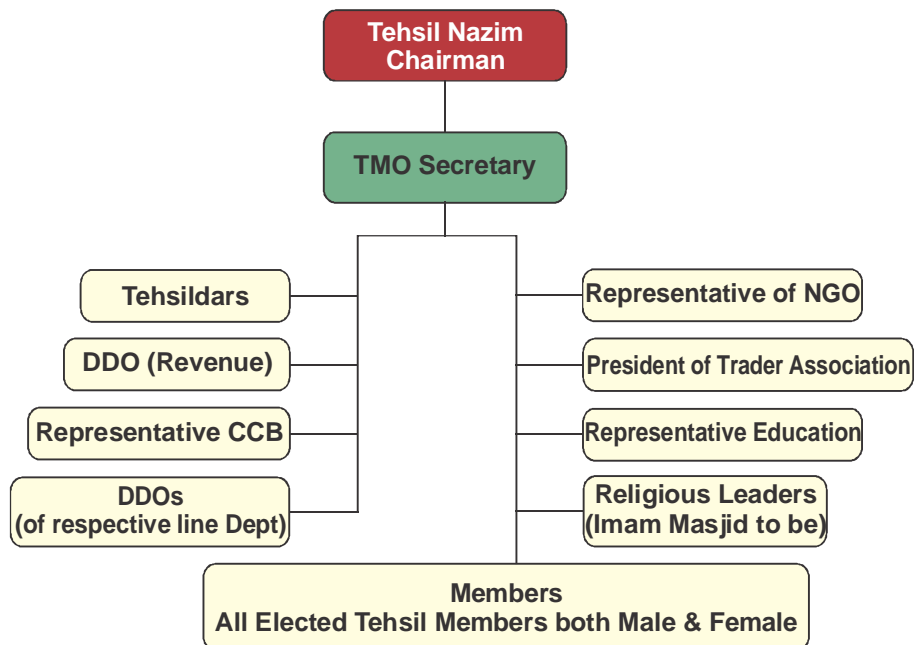 Tehsil Nazim
Chairman
TMO Secretary
Tehsildars
DDO (Revenue)
Representative CCB
DDOs
(of respective line Dept)
Representative of NGO
President of Trader Association
Representative Education
Religious Leaders
(Imam Masjid to be)
Members
All Elected Tehsil Members both Male & Female